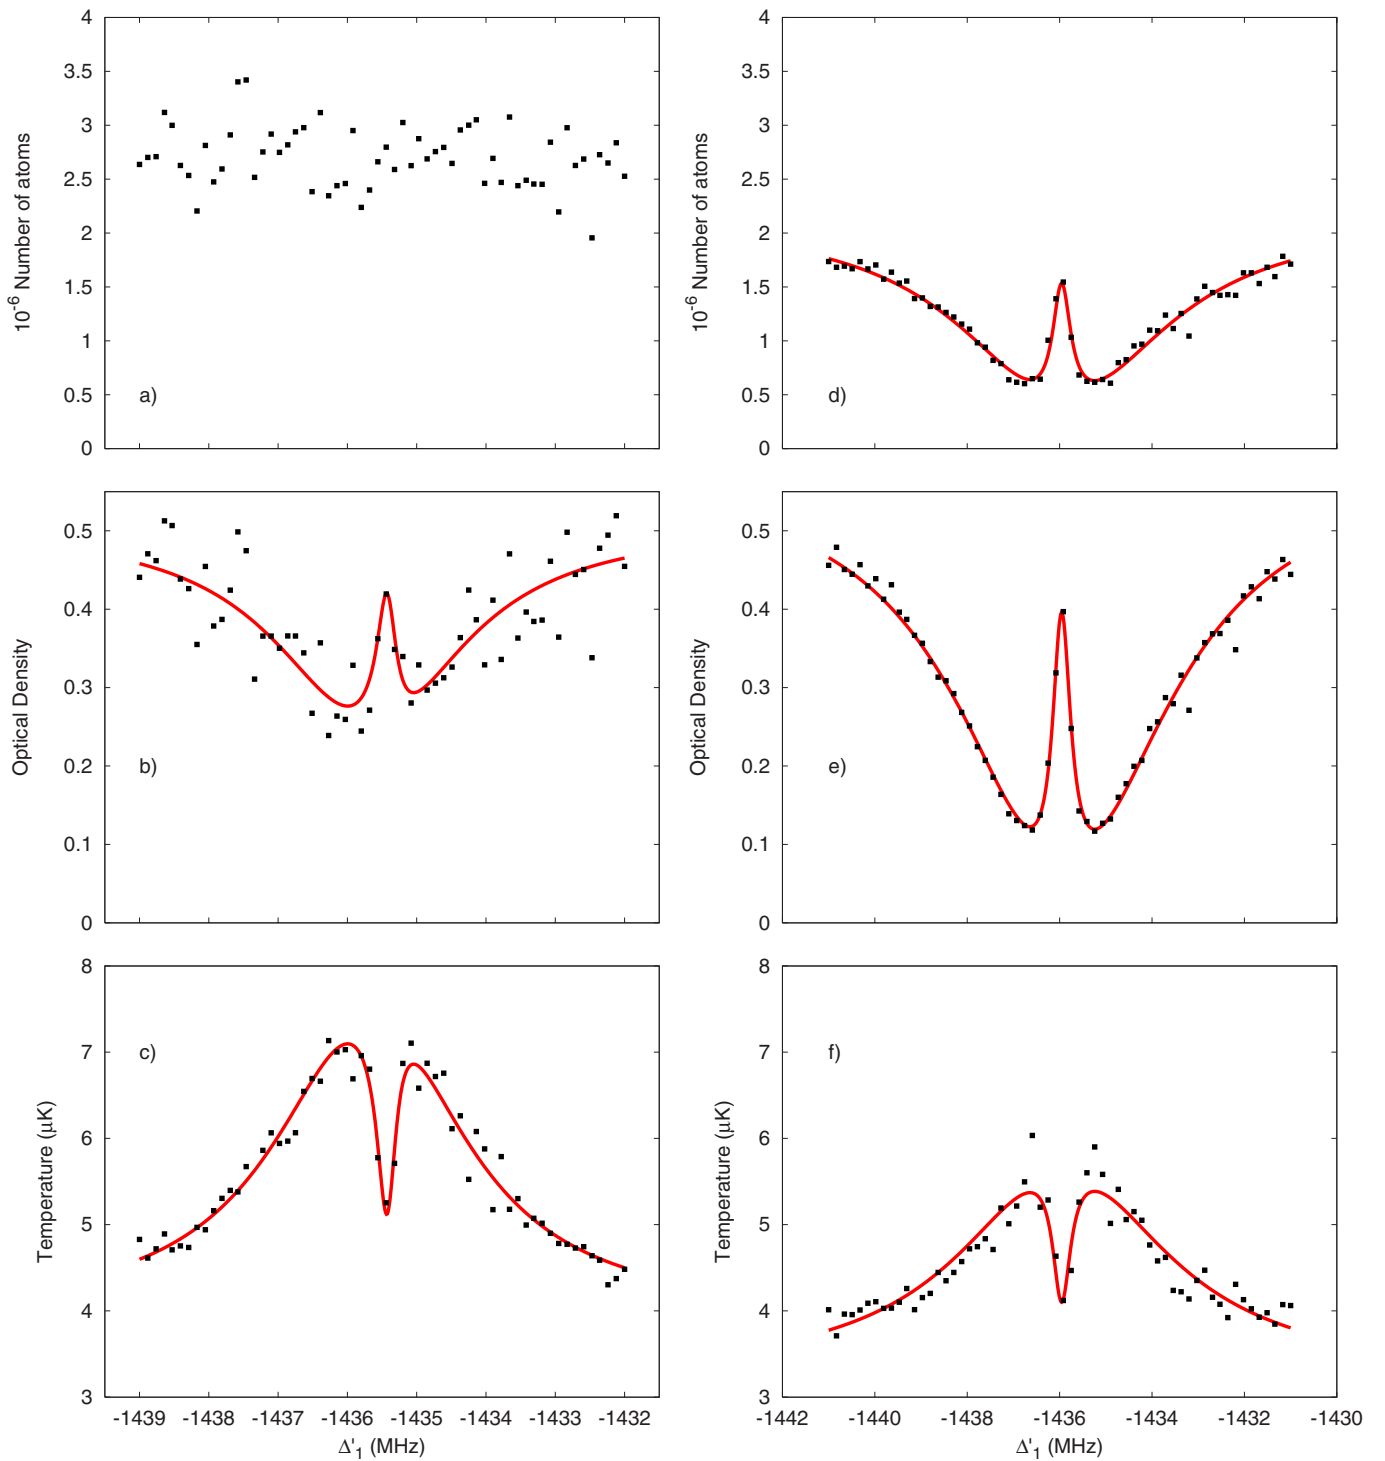 4
3.5
3
2.5
2
1.5
1
0.5
0
10⁻⁶ Number of atoms
a)
4
3.5
3
2.5
2
1.5
1
0.5
0
10⁻⁶ Number of atoms
d)
0.5
0.4
0.3
0.2
0.1
0
Optical Density
b)
0.5
0.4
0.3
0.2
0.1
0
Optical Density
e)
8
7
6
5
4
3
Temperature (μK)
c)
-1439 -1438 -1437 -1436 -1435 -1434 -1433 -1432
Δ'₁ (MHz)
8
7
6
5
4
3
Temperature (μK)
f)
-1442 -1440 -1438 -1436 -1434 -1432 -1430
Δ'₁ (MHz)